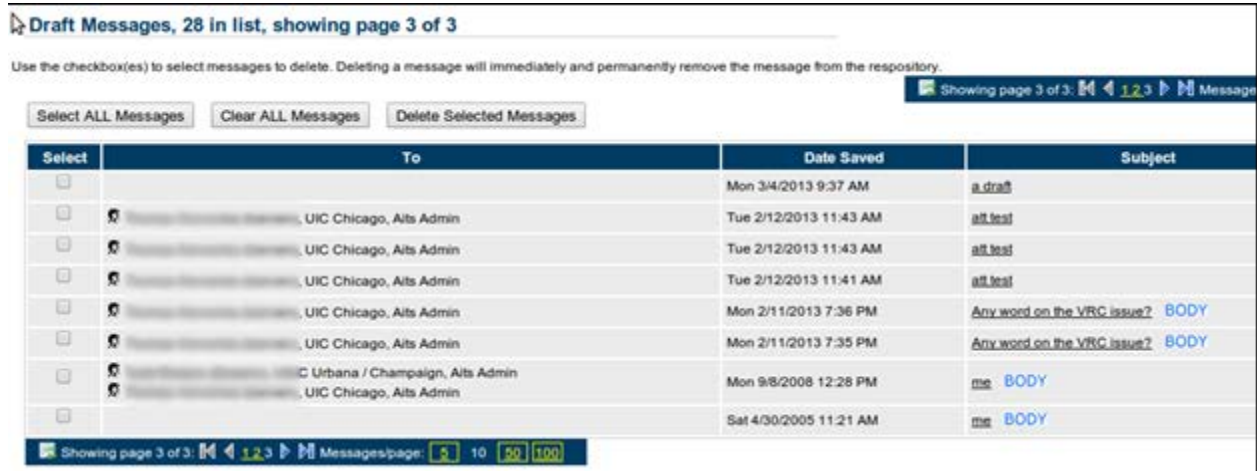 Draft Messages, 28 in list, showing page 3 of 3
Use the checkbox(es) to select messages to delete. Deleting a message will immediately and permanently remove the message from the respository.
Showing page 3 of 3: 1 2 3 Message
Select ALL Messages Clear ALL Messages Delete Selected Messages
Select To Date Saved Subject
Mon 3/4/2013 9:37 AM a draft
, UIC Chicago, Aits Admin Tue 2/12/2013 11:43 AM att test
, UIC Chicago, Aits Admin Tue 2/12/2013 11:43 AM att test
, UIC Chicago, Aits Admin Tue 2/12/2013 11:41 AM att test
, UIC Chicago, Aits Admin Mon 2/11/2013 7:36 PM Any word on the VRC issue? BODY
, UIC Chicago, Aits Admin Mon 2/11/2013 7:35 PM Any word on the VRC issue? BODY
C Urbana / Champaign, Aits Admin
, UIC Chicago, Aits Admin Mon 9/8/2008 12:28 PM me BODY
Sat 4/30/2005 11:21 AM me BODY
Showing page 3 of 3: 1 2 3 Messages/page: 5 10 50 100